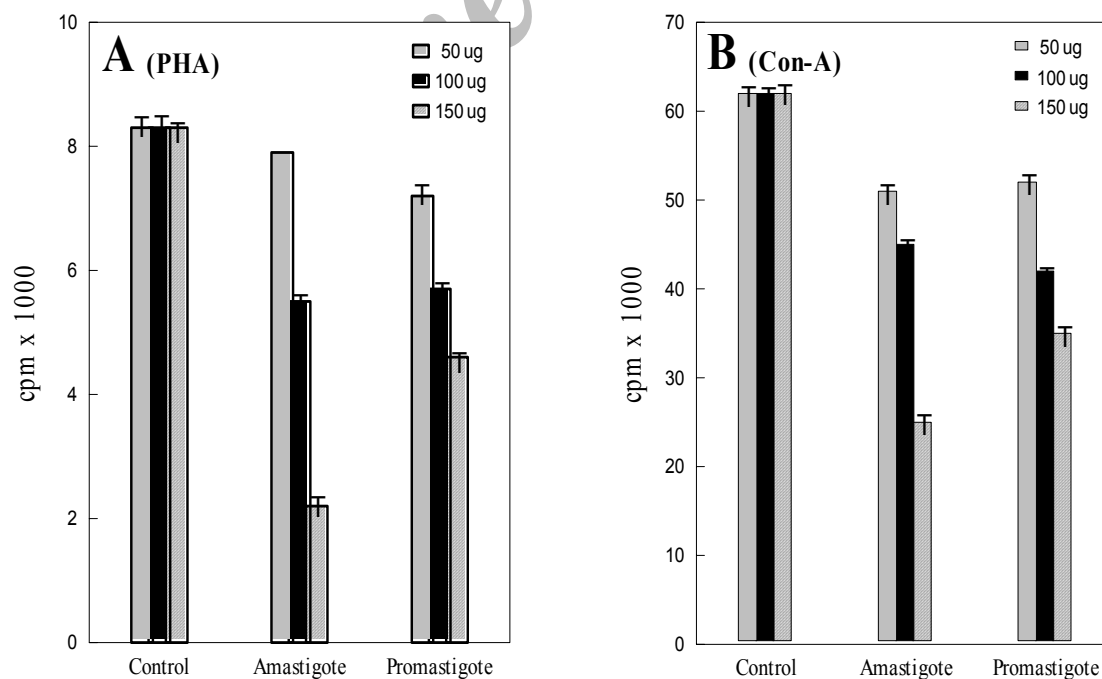 A (PHA)
50 ug
100 ug
150 ug
10
8
6
4
2
0
cpm x 1000
Control
Amastigote
Promastigote
B (Con-A)
50 ug
100 ug
150 ug
70
60
50
40
30
20
10
0
cpm x 1000
Control
Amastigote
Promastigote